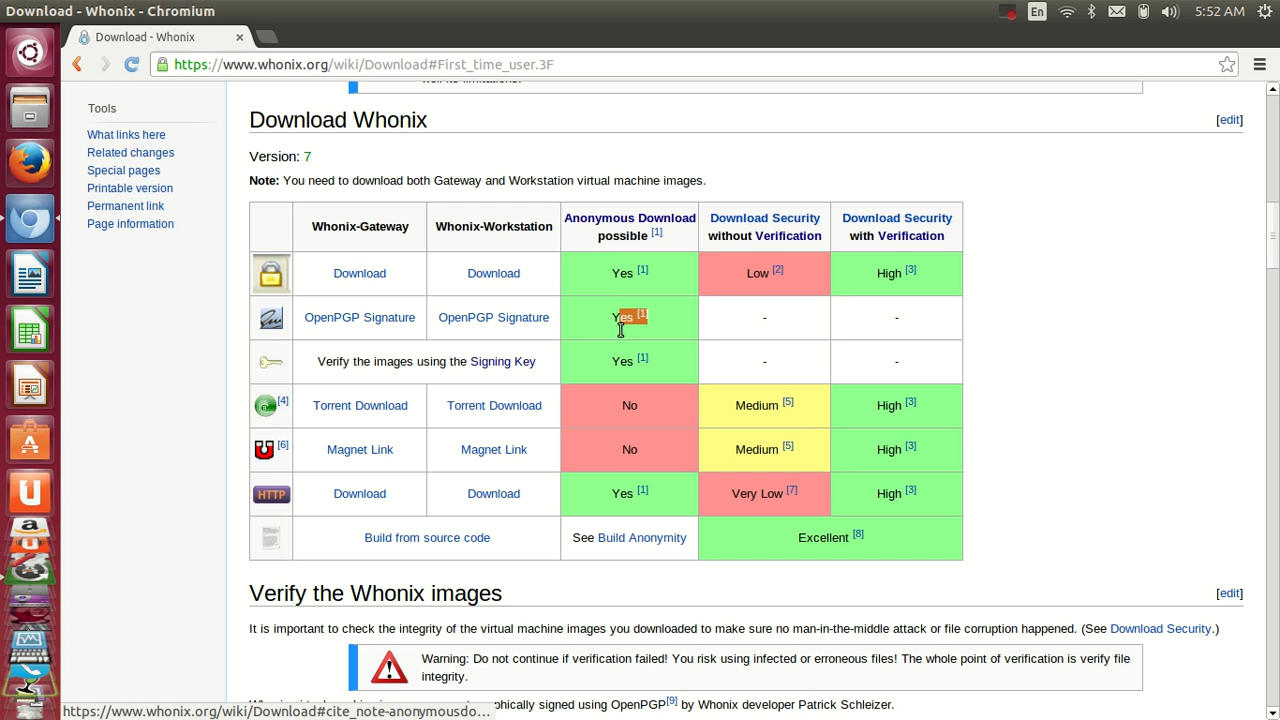 Download - Whonix - Chromium
En
5:52 AM
Download - Whonix
https://www.whonix.org/wiki/Download#First_time_user.3F
Tools
What links here
Related changes
Special pages
Printable version
Permanent link
Page information
Download Whonix
[edit]
Version: 7
Note: You need to download both Gateway and Workstation virtual machine images.
Whonix-Gateway Whonix-Workstation Anonymous Download possible [1] Download Security without Verification Download Security with Verification
Download Download Yes [1] Low [2] High [3]
OpenPGP Signature OpenPGP Signature Yes [1] - -
Verify the images using the Signing Key Yes [1] - -
[4] Torrent Download Torrent Download No Medium [5] High [3]
[6] Magnet Link Magnet Link No Medium [5] High [3]
HTTP Download Download Yes [1] Very Low [7] High [3]
Build from source code See Build Anonymity Excellent [8]
Verify the Whonix images
[edit]
It is important to check the integrity of the virtual machine images you downloaded to make sure no man-in-the-middle attack or file corruption happened. (See Download Security.)
Warning: Do not continue if verification failed! You risk using infected or erroneous files! The whole point of verification is verify file
integrity.
signed using OpenPGP[9] by Whonix developer Patrick Schleizer.
https://www.whonix.org/wiki/Download#cite_note-anonymousdo...